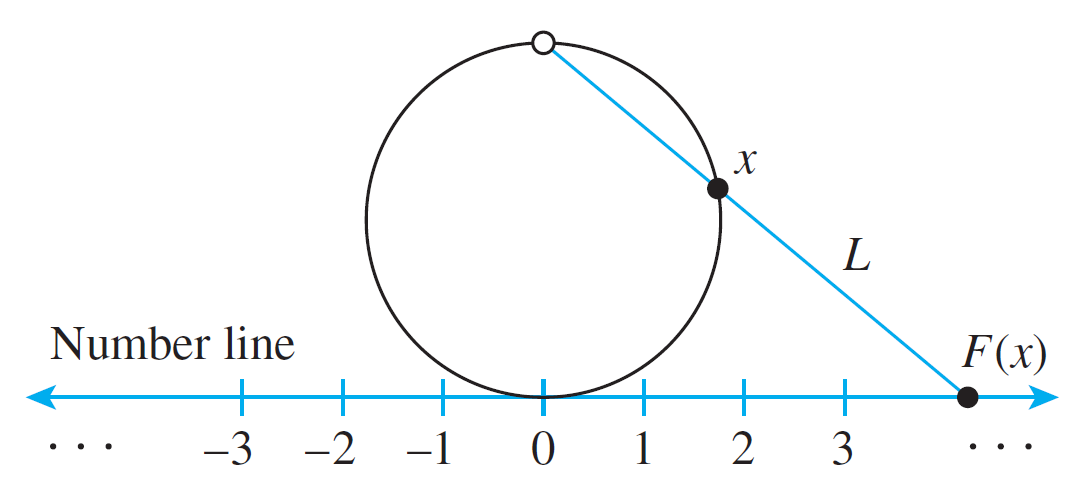 x
L
Number line
F(x)
· · · –3 –2 –1 0 1 2 3 · · ·